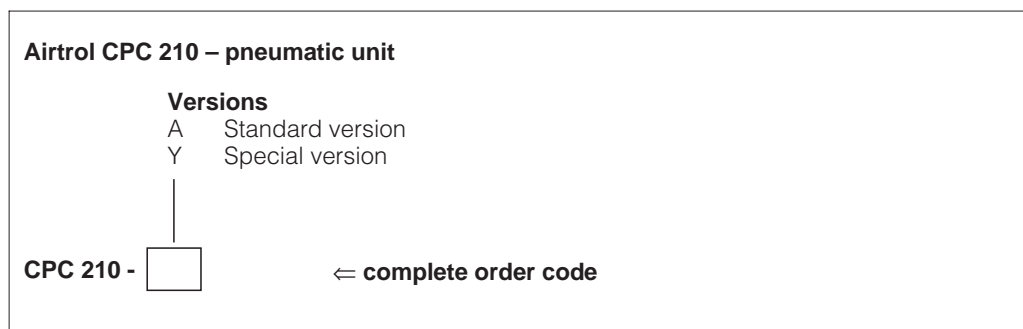 Airtrol CPC 210 – pneumatic unit
Versions
A Standard version
Y Special version
CPC 210 - ⇐ complete order code